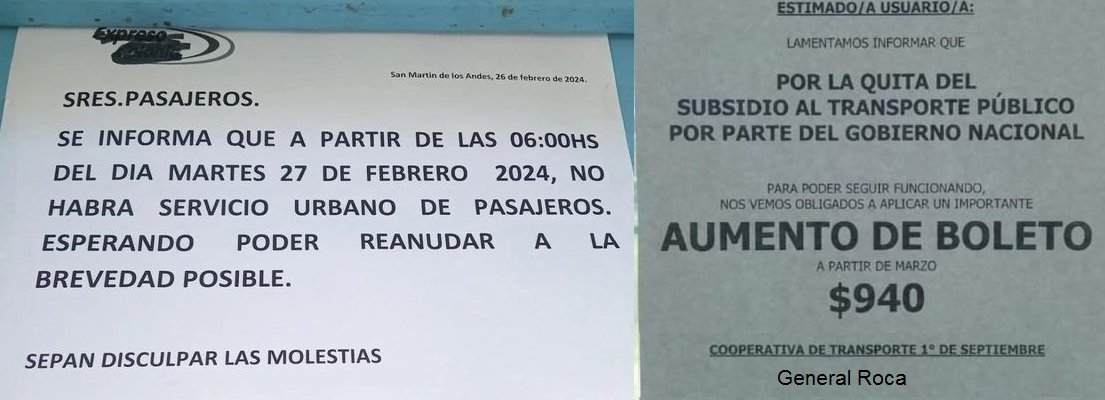 Expreso
San Martin de los Andes, 26 de febrero de 2024.
SRES.PASAJEROS.
SE INFORMA QUE A PARTIR DE LAS 06:00HS
DEL DIA MARTES 27 DE FEBRERO 2024, NO
HABRA SERVICIO URBANO DE PASAJEROS.
ESPERANDO PODER REANUDAR A LA
BREVEDAD POSIBLE.
SEPAN DISCULPAR LAS MOLESTIAS
ESTIMADO/A USUARIO/A:
LAMENTAMOS INFORMAR QUE
POR LA QUITA DEL
SUBSIDIO AL TRANSPORTE PÚBLICO
POR PARTE DEL GOBIERNO NACIONAL
PARA PODER SEGUIR FUNCIONANDO,
NOS VEMOS OBLIGADOS A APLICAR UN IMPORTANTE
AUMENTO DE BOLETO
A PARTIR DE MARZO
$940
COOPERATIVA DE TRANSPORTE 1° DE SEPTIEMBRE
General Roca